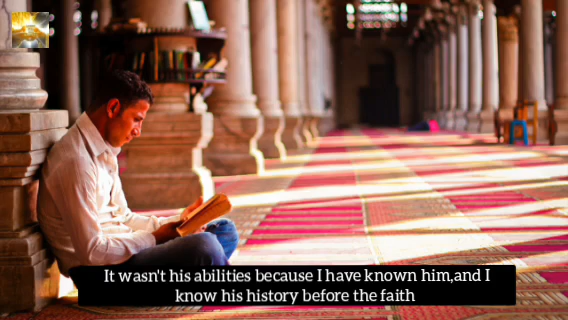 It wasn't his abilities because I have known him,and I
know his history before the faith